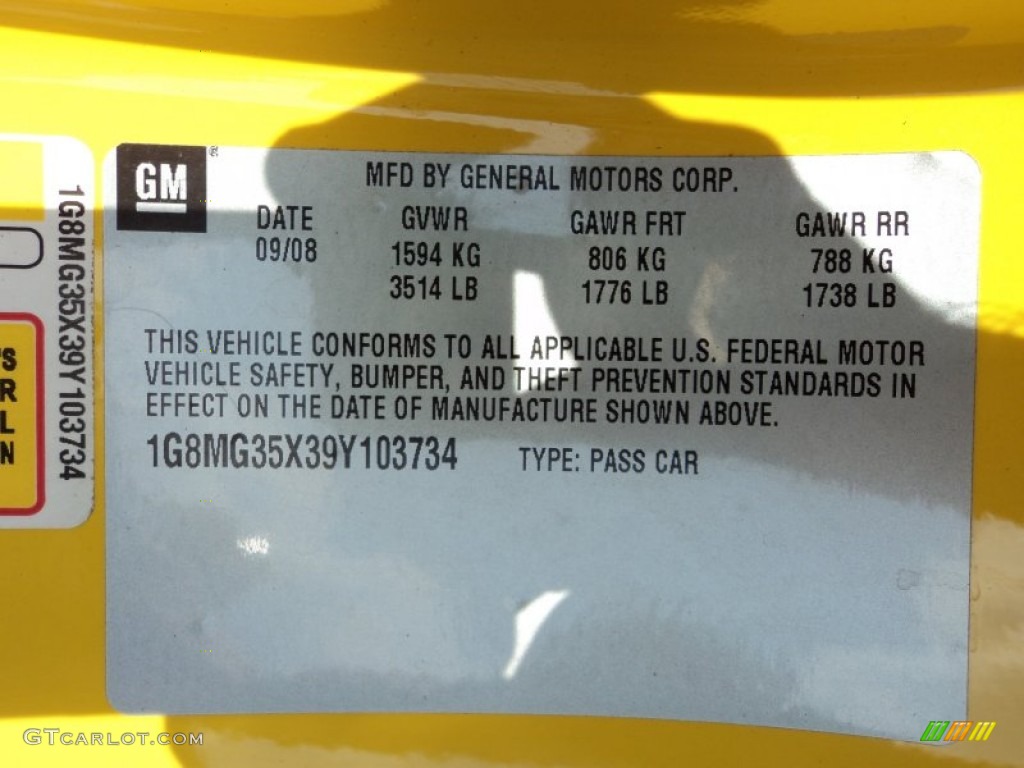 GM
MFD BY GENERAL MOTORS CORP.
DATE GVWR GAWR FRT GAWR RR
09/08 1594 KG 806 KG 788 KG
3514 LB 1776 LB 1738 LB
THIS VEHICLE CONFORMS TO ALL APPLICABLE U.S. FEDERAL MOTOR
VEHICLE SAFETY, BUMPER, AND THEFT PREVENTION STANDARDS IN
EFFECT ON THE DATE OF MANUFACTURE SHOWN ABOVE.
1G8MG35X39Y103734 TYPE: PASS CAR
1G8MG35X39Y103734
'S
R
L
N
GTCARLOT.COM